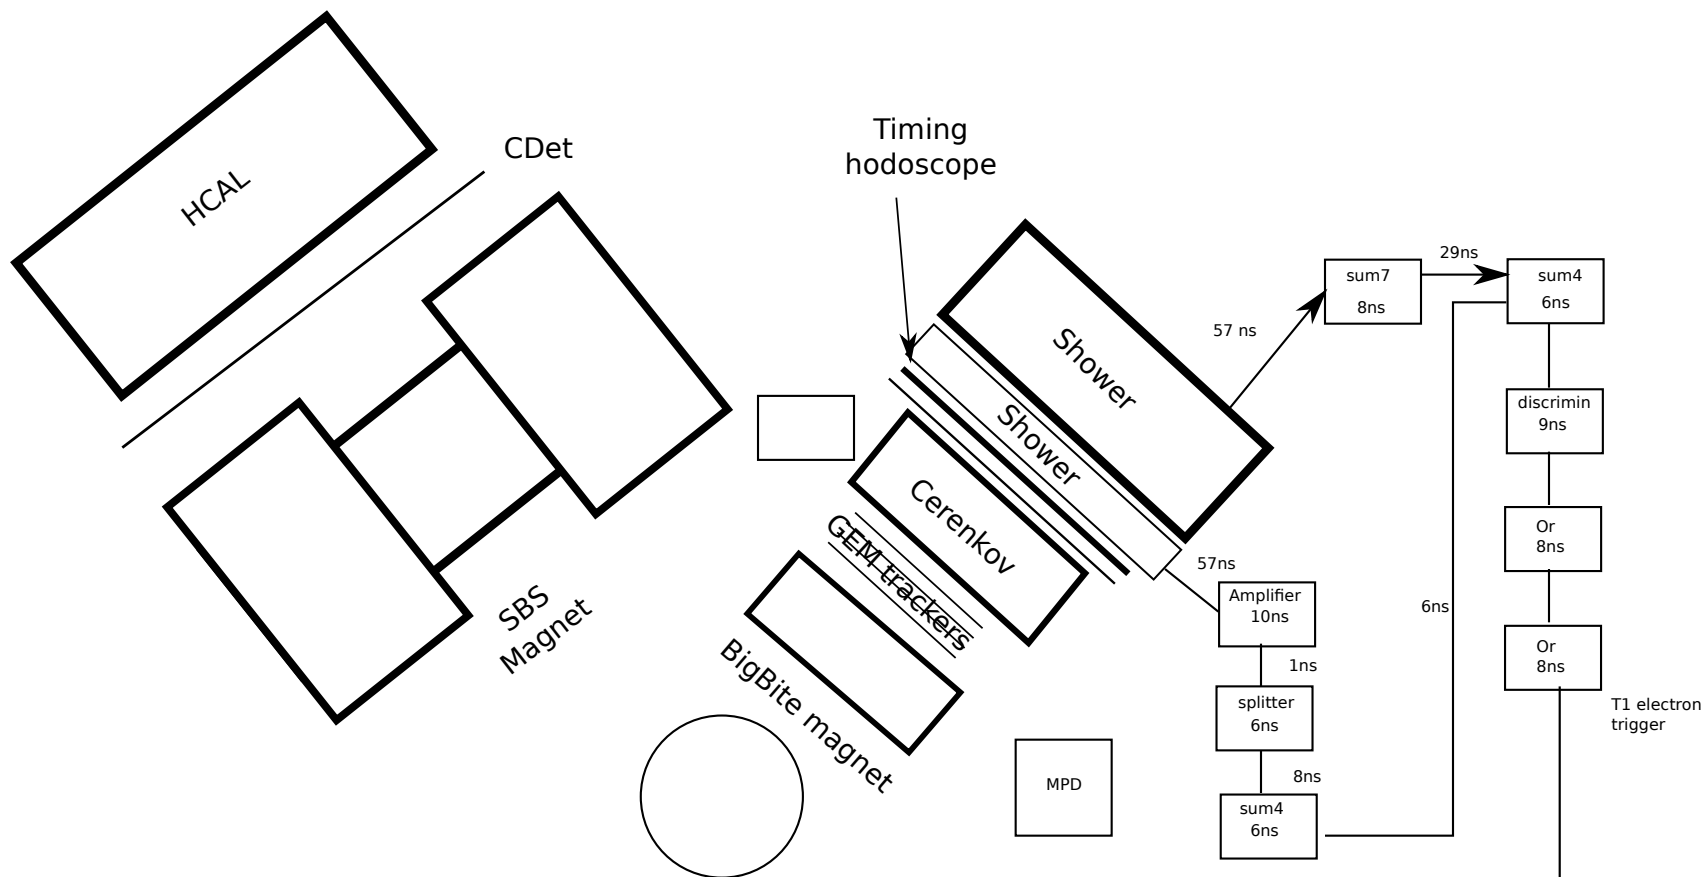 HCAL
CDet
Timing
hodoscope
SBS
Magnet
Shower
Shower
Cerenkov
GEM trackers
BigBite magnet
MPD
57 ns
sum7
8ns
29ns
sum4
6ns
discrimin
9ns
Or
8ns
Or
8ns
T1 electron
trigger
57ns
Amplifier
10ns
1ns
splitter
6ns
8ns
sum4
6ns
6ns